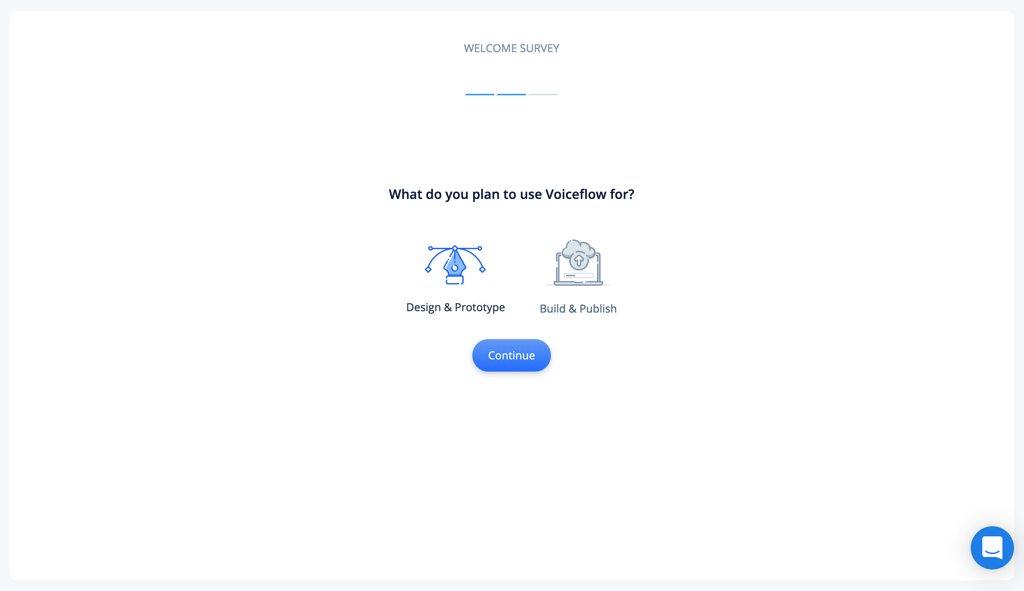 WELCOME SURVEY
What do you plan to use Voiceflow for?
Design & Prototype
Build & Publish
Continue